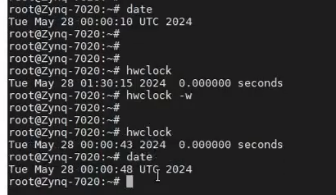 root@Zynq-7020:~# date
Tue May 28 00:00:10 UTC 2024
root@Zynq-7020:~#
root@Zynq-7020:~#
root@Zynq-7020:~#
root@Zynq-7020:~# hwclock
Tue May 28 01:30:15 2024  0.000000 seconds
root@Zynq-7020:~# hwclock -w
root@Zynq-7020:~#
root@Zynq-7020:~#
root@Zynq-7020:~# hwclock
Tue May 28 00:00:43 2024  0.000000 seconds
root@Zynq-7020:~# date
Tue May 28 00:00:48 UTC 2024
root@Zynq-7020:~#